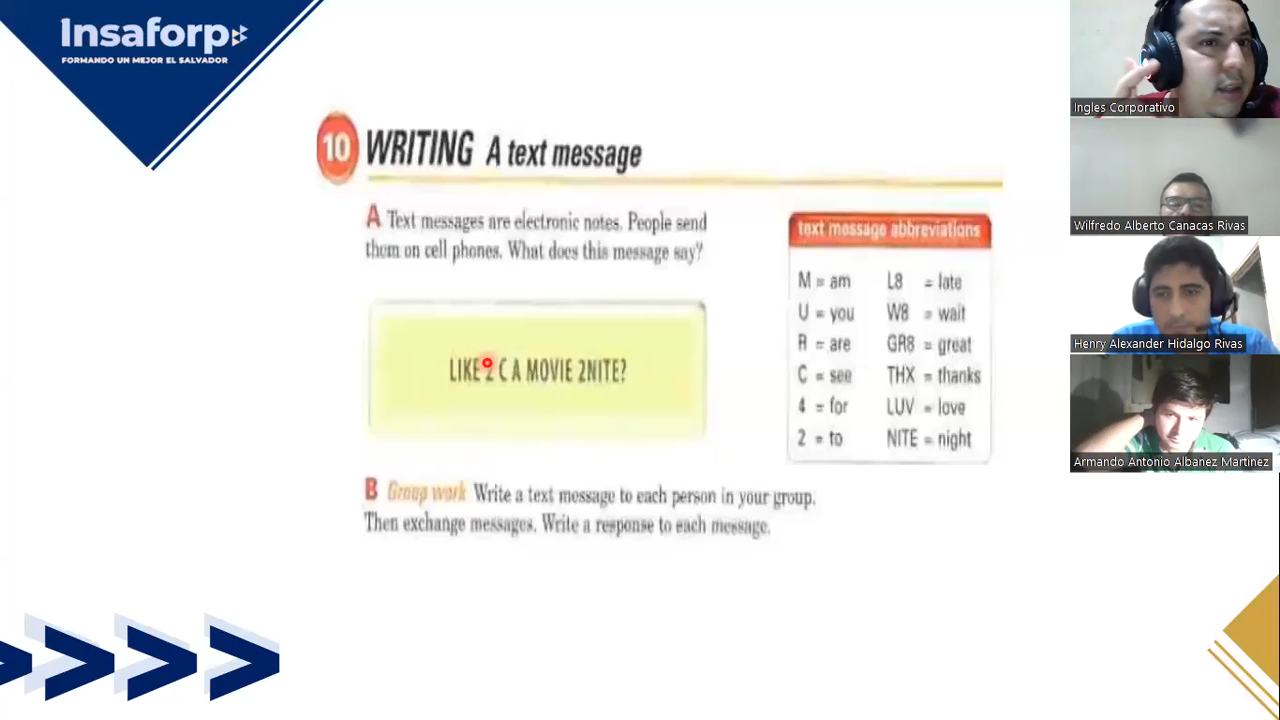 Insaforp
FORMANDO UN MEJOR EL SALVADOR
10 WRITING A text message
A Text messages are electronic notes. People send
them on cell phones. What does this message say?
LIKE 2 C A MOVIE 2NITE?
text message abbreviations
M = am L8 = late
U = you W8 = wait
R = are GR8 = great
C = see THX = thanks
4 = for LUV = love
2 = to NITE = night
B Group work Write a text message to each person in your group.
Then exchange messages. Write a response to each message.
Ingles Corporativo
Wilfredo Alberto Canacas Rivas
Henry Alexander Hidalgo Rivas
Armando Antonio Albanez Martinez